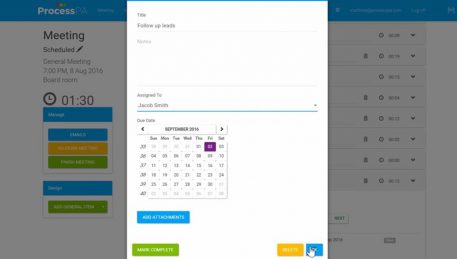 ProcessPA
Meeting
Log off
Meeting
Scheduled
General Meeting
7:00 PM, 8 Aug 2016
Board room
01:30
Manage
EMAILS
FINISH MEETING
Design
ADD GENERAL ITEM
Title
Follow up leads
Notes
Assigned To
Jacob Smith
Due Date
SEPTEMBER 2016
Sun Mon Tue Wed Thu Fri Sat
35 28 29 30 31 01 02 03
36 04 05 06 07 08 09 10
37 11 12 13 14 15 16 17
38 18 19 20 21 22 23 24
39 25 26 27 28 29 30 01
40 02 03 04 05 06 07 08
ADD ATTACHMENTS
MARK COMPLETE
DELETE
NEXT